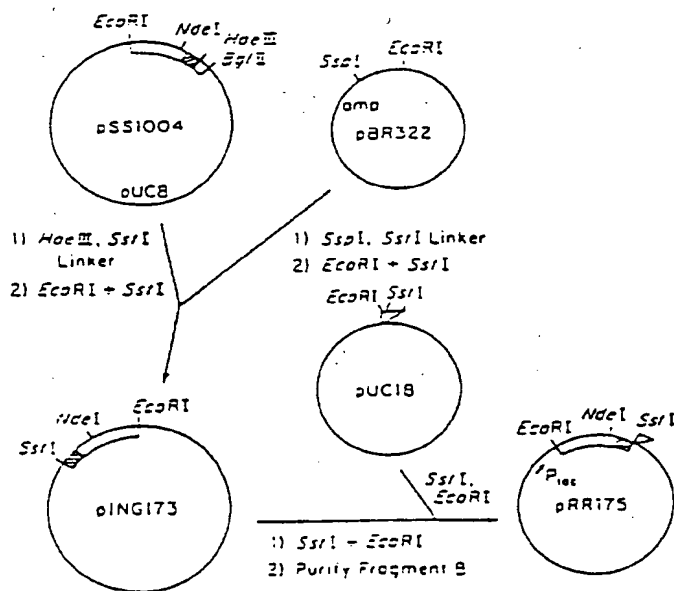 EcoRI
NdeI
HaeIII
BglII
pSS1004
pUC8
SspI
EcoRI
amp
pBR322
1) HaeIII, SstI
Linker
2) EcoRI + SstI
1) SspI, SstI Linker
2) EcoRI + SstI
EcoRI SstI
pUC18
NdeI
EcoRI
SstI
pING173
SstI,
EcoRI
1) SstI + EcoRI
2) Purify Fragment B
EcoRI
NdeI
SstI
Plac
pRR175